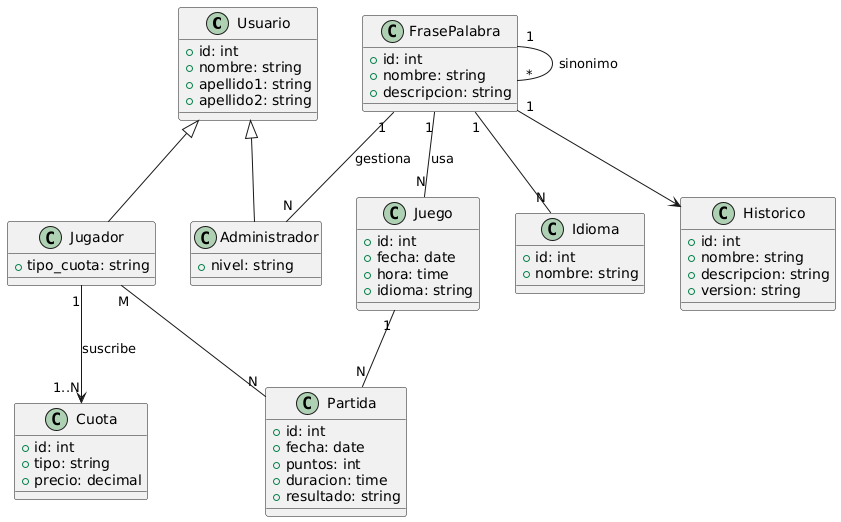 C Usuario
id: int
nombre: string
apellido1: string
apellido2: string
C FrasePalabra
id: int
nombre: string
descripcion: string
1
*
sinonimo
1
1
1
1
gestiona
usa
N
N
N
C Jugador
tipo_cuota: string
C Administrador
nivel: string
C Juego
id: int
fecha: date
hora: time
idioma: string
C Idioma
id: int
nombre: string
C Historico
id: int
nombre: string
descripcion: string
version: string
1
M
1
suscribe
1..N
N
N
C Cuota
id: int
tipo: string
precio: decimal
C Partida
id: int
fecha: date
puntos: int
duracion: time
resultado: string